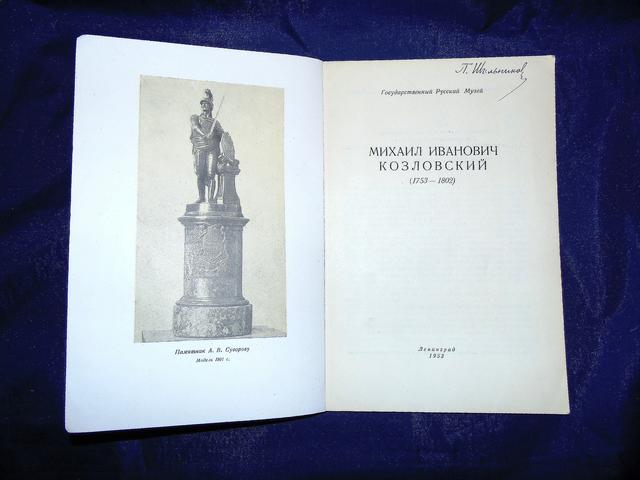 Памятник А. В. Суворову
Модель 1801 г.
Государственный Русский Музей
МИХАИЛ ИВАНОВИЧ
КОЗЛОВСКИЙ
(1753 — 1802)
Ленинград
1953